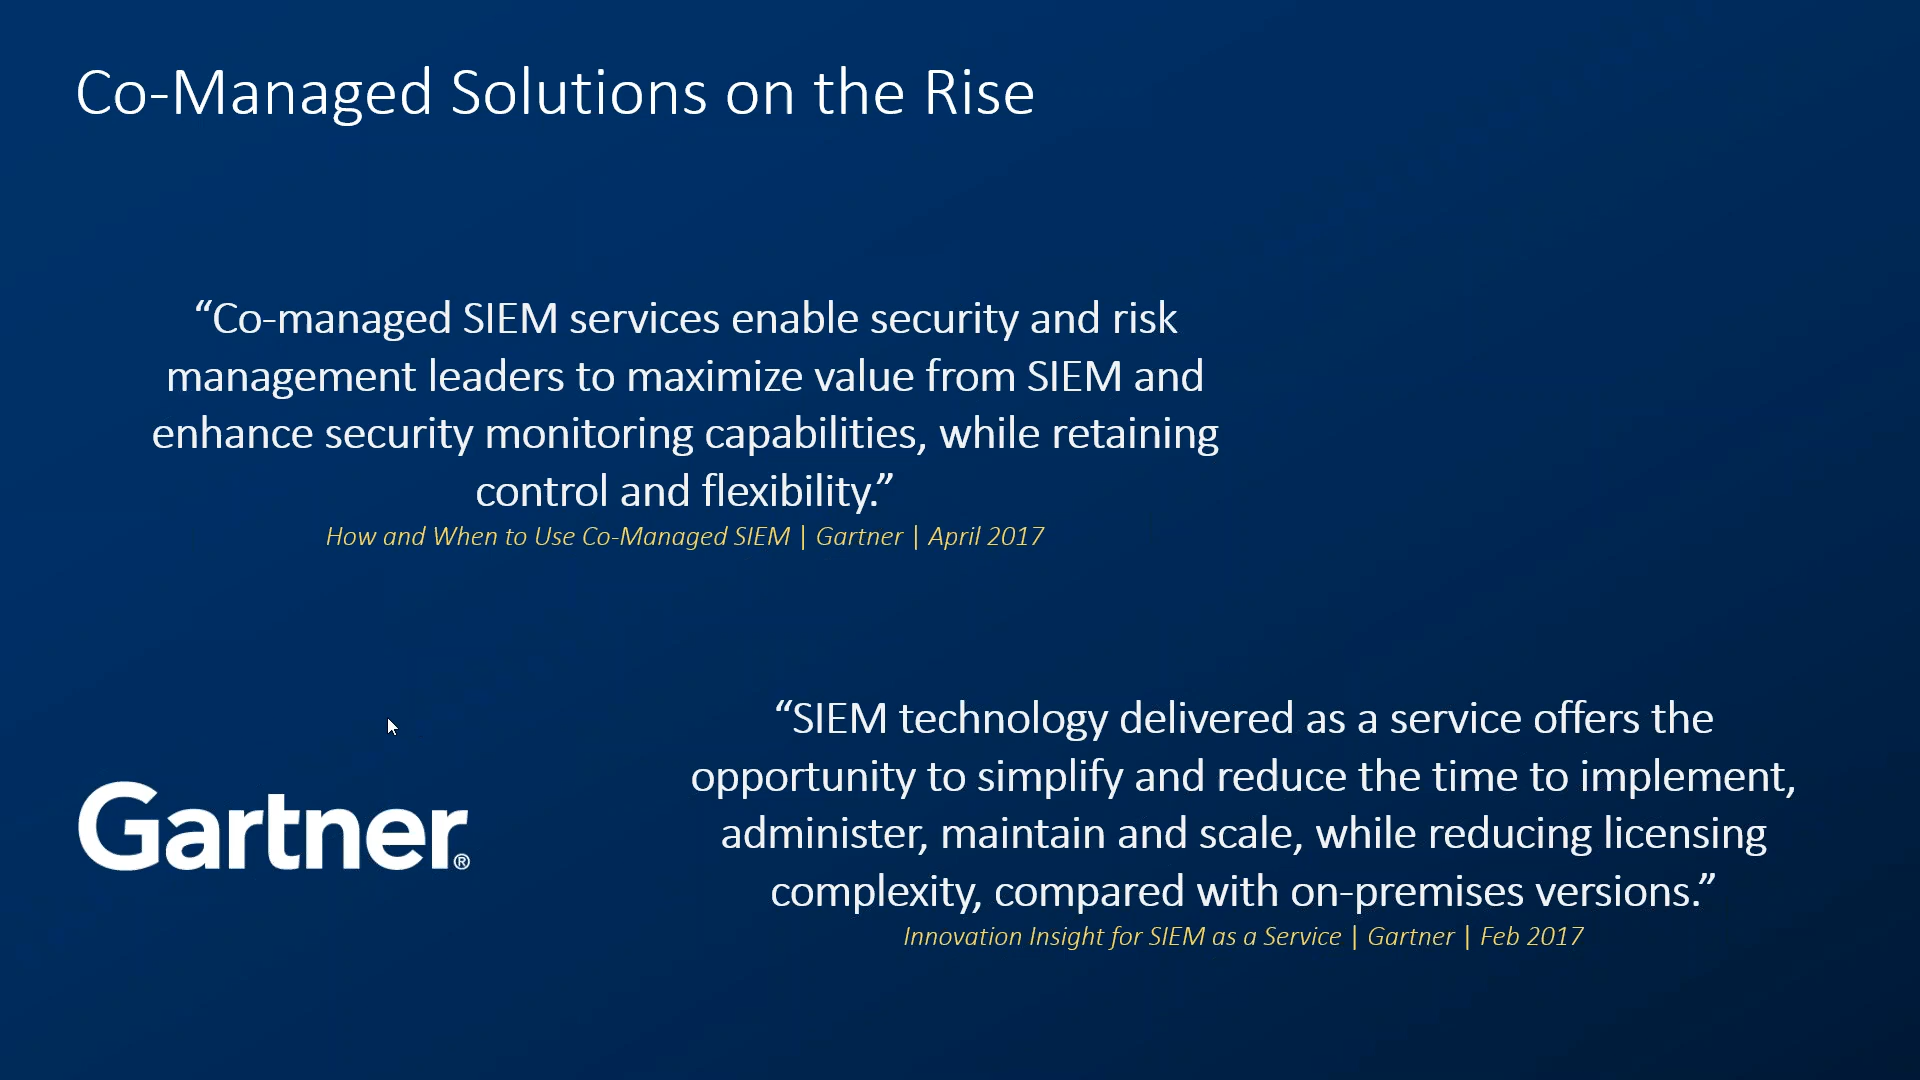 Co-Managed Solutions on the Rise
“Co-managed SIEM services enable security and risk
management leaders to maximize value from SIEM and
enhance security monitoring capabilities, while retaining
control and flexibility.”
How and When to Use Co-Managed SIEM | Gartner | April 2017
Gartner®
“SIEM technology delivered as a service offers the
opportunity to simplify and reduce the time to implement,
administer, maintain and scale, while reducing licensing
complexity, compared with on-premises versions.”
Innovation Insight for SIEM as a Service | Gartner | Feb 2017